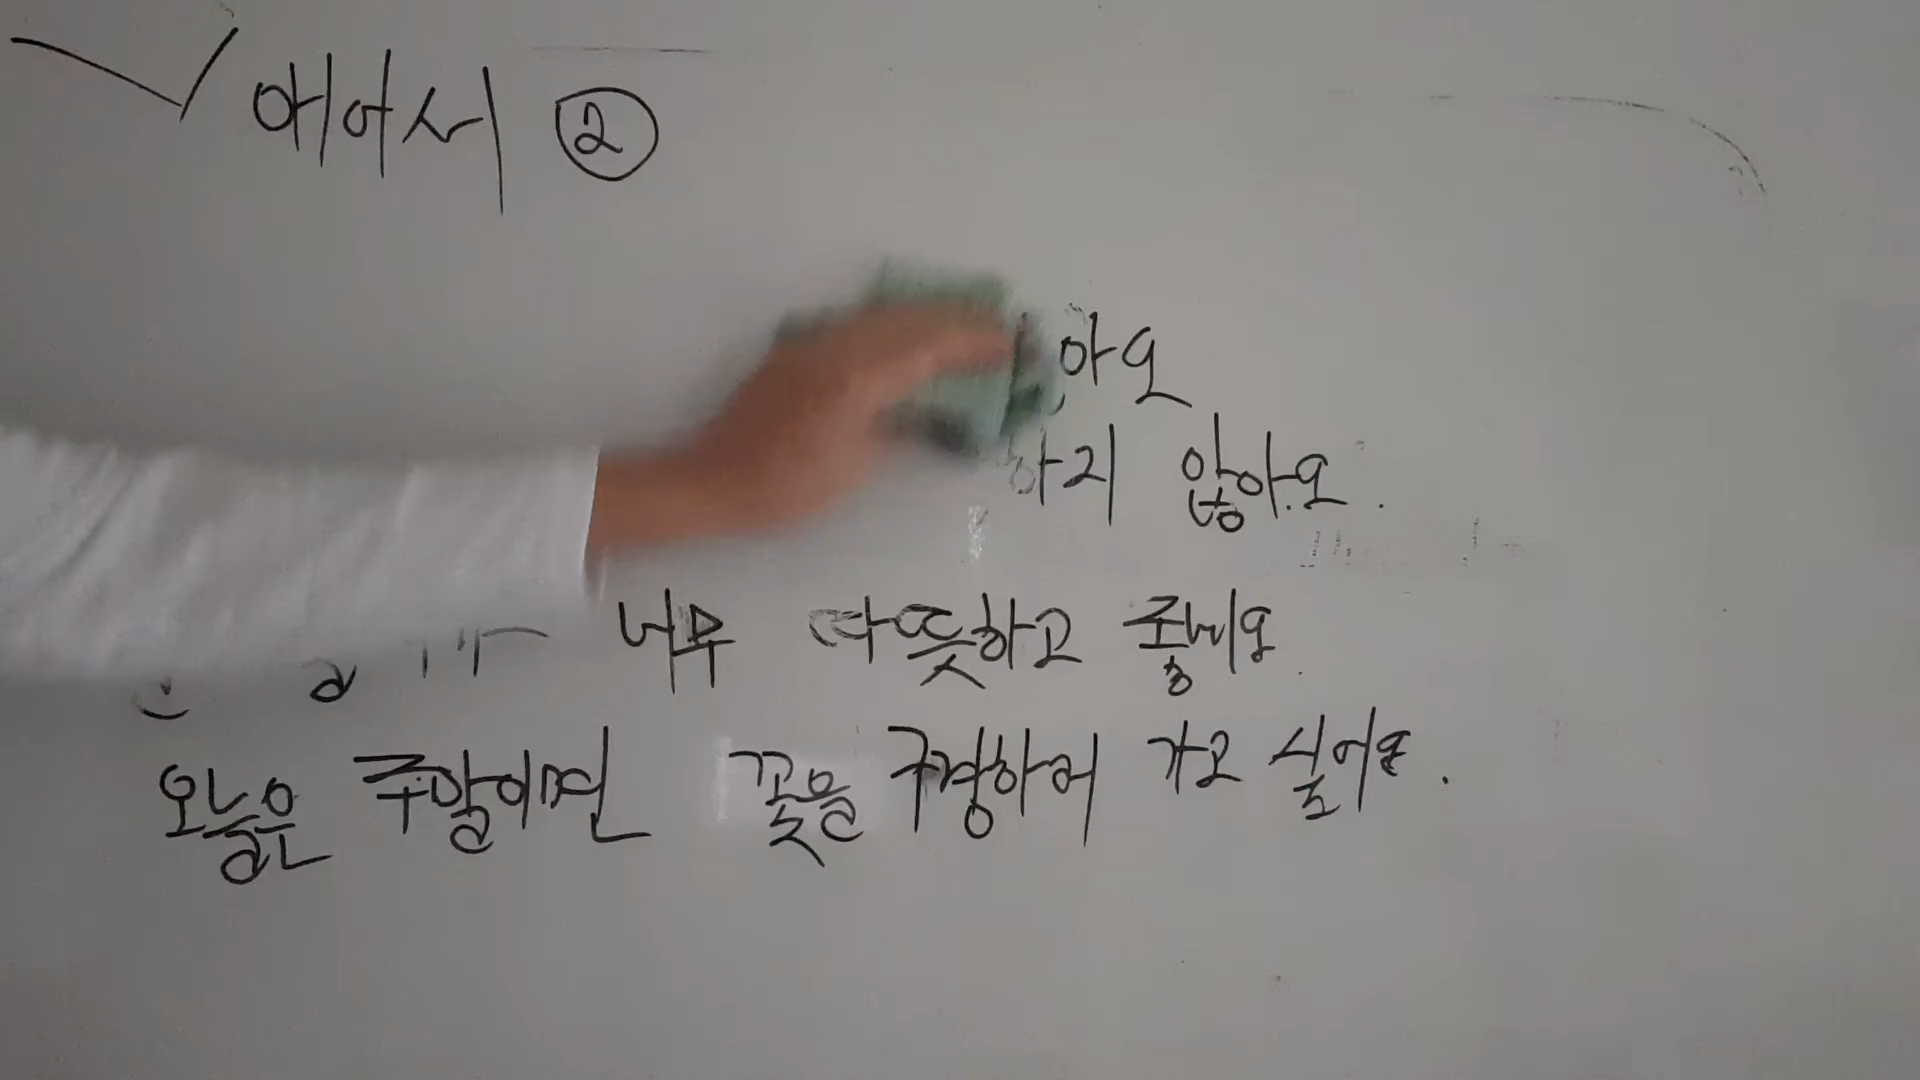 아어서 ②
아요
하지 않아요.
너무 따뜻하고 좋네요.
오늘은 주말이면 꽃을 구경하러 가고 싶어요.